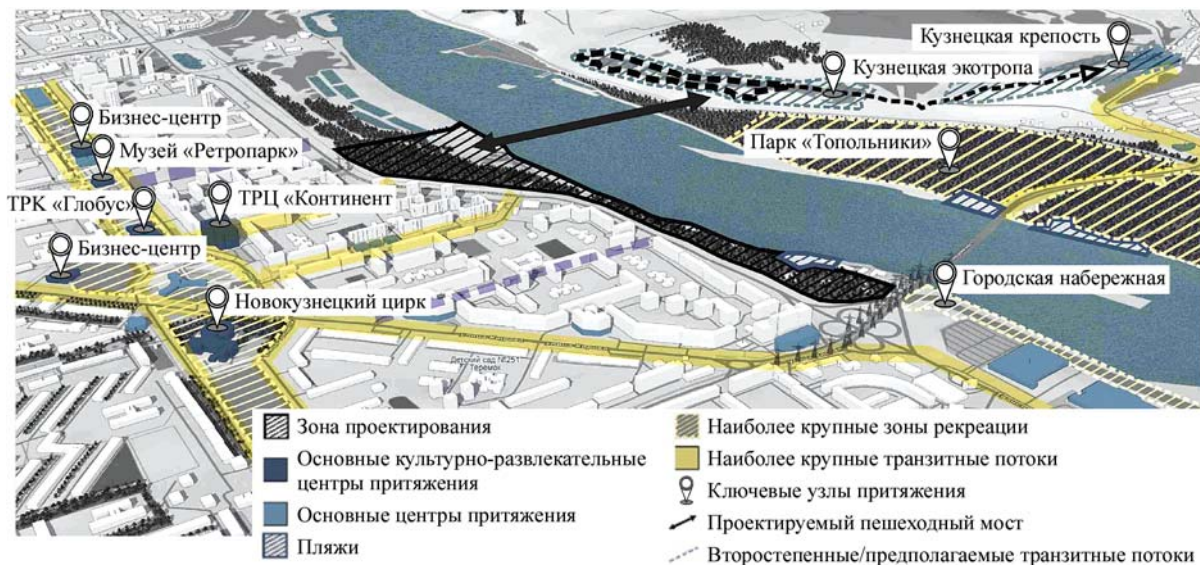 Кузнецкая крепость
Кузнецкая экотропа
Бизнес-центр
Музей «Ретропарк»
Парк «Топольники»
ТРК «Глобус»
ТРЦ «Континент
Бизнес-центр
Городская набережная
Новокузнецкий цирк
Детский сад №251
Теремок
Зона проектирования
Основные культурно-развлекательные
центры притяжения
Основные центры притяжения
Пляжи
Наиболее крупные зоны рекреации
Наиболее крупные транзитные потоки
Ключевые узлы притяжения
Проектируемый пешеходный мост
Второстепенные/предполагаемые транзитные потоки